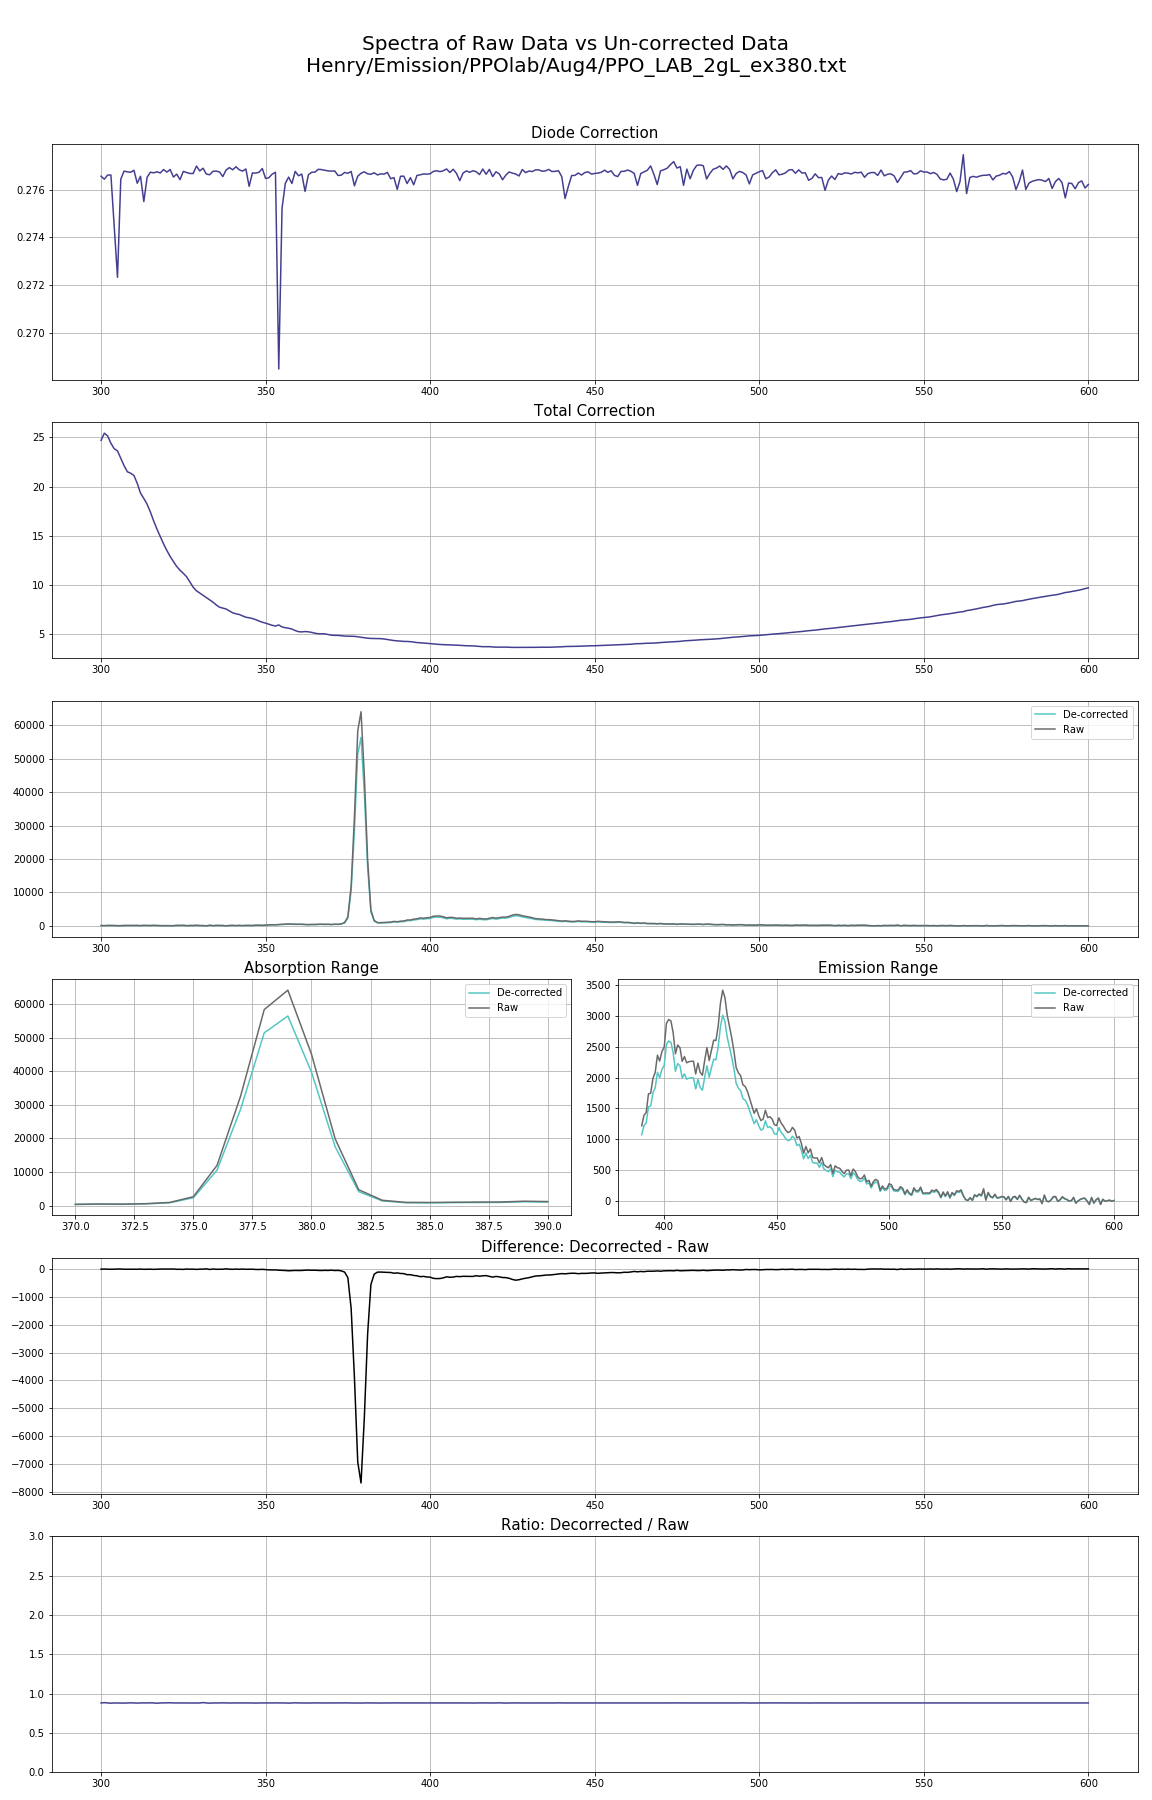 Spectra of Raw Data vs Un-corrected Data
Henry/Emission/PPOlab/Aug4/PPO_LAB_2gL_ex380.txt
Diode Correction
0.276
0.274
0.272
0.270
300 350 400 450 500 550 600
Total Correction
25
20
15
10
5
300 350 400 450 500 550 600
De-corrected
Raw
60000
50000
40000
30000
20000
10000
0
300 350 400 450 500 550 600
Absorption Range
De-corrected
Raw
60000
50000
40000
30000
20000
10000
0
370.0 372.5 375.0 377.5 380.0 382.5 385.0 387.5 390.0
Emission Range
De-corrected
Raw
3500
3000
2500
2000
1500
1000
500
0
400 450 500 550 600
Difference: Decorrected - Raw
0
−1000
−2000
−3000
−4000
−5000
−6000
−7000
−8000
300 350 400 450 500 550 600
Ratio: Decorrected / Raw
3.0
2.5
2.0
1.5
1.0
0.5
0.0
300 350 400 450 500 550 600